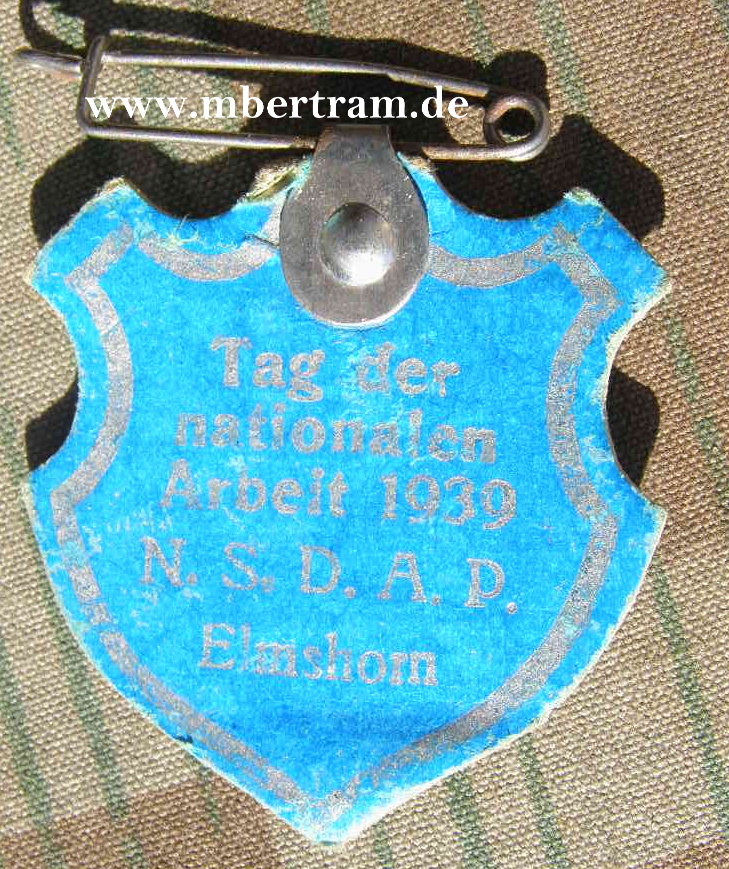 www.mbertram.de
Tag der
nationalen
Arbeit 1939
N. S. D. A. P.
Elmshorn